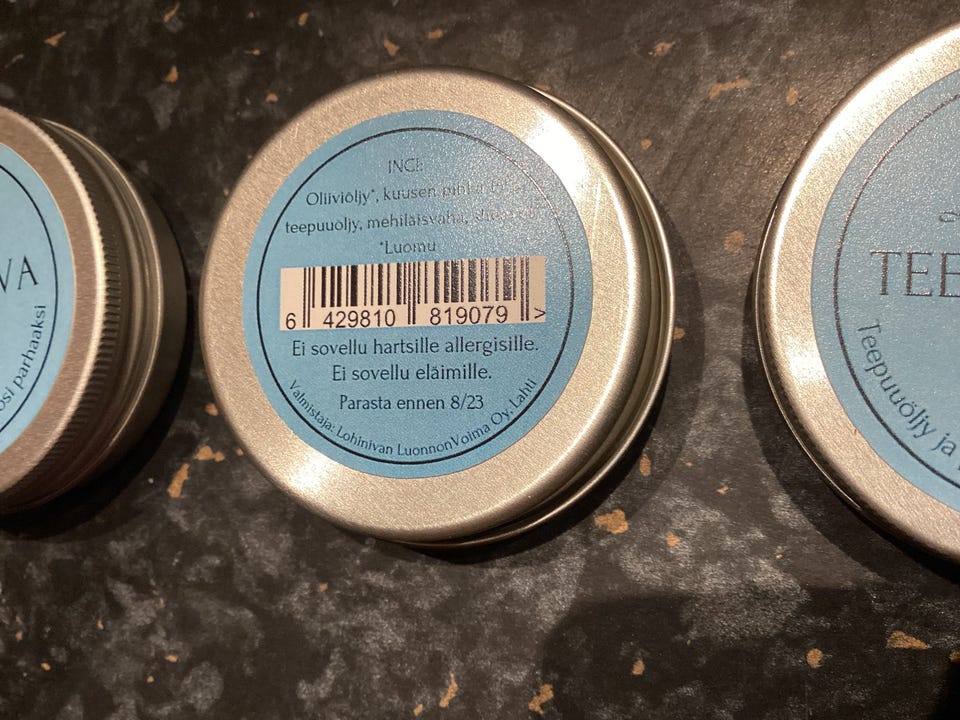 VA
osi parhaaksi
INCI:
Oliiviöljy*, kuusen
teepuuöljy, mehiläisvaha,
*Luomu
6 429810 819079 >
Ei sovellu hartsille allergisille.
Ei sovellu eläimille.
Parasta ennen 8/23
Valmistaja: Lohinivan LuonnonVoima Oy, Lahti
TEE
Teepuuöljy ja